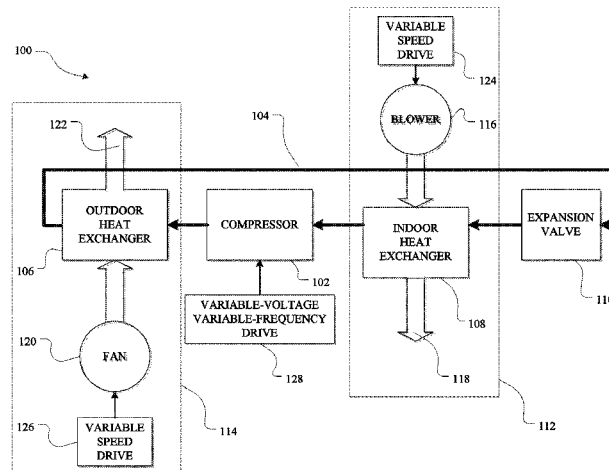 100
VARIABLE
SPEED
DRIVE
124
BLOWER
116
122
104
OUTDOOR
HEAT
EXCHANGER
106
COMPRESSOR
102
INDOOR
HEAT
EXCHANGER
108
EXPANSION
VALVE
110
VARIABLE-VOLTAGE
VARIABLE-FREQUENCY
DRIVE
128
118
112
120
FAN
114
126
VARIABLE
SPEED
DRIVE